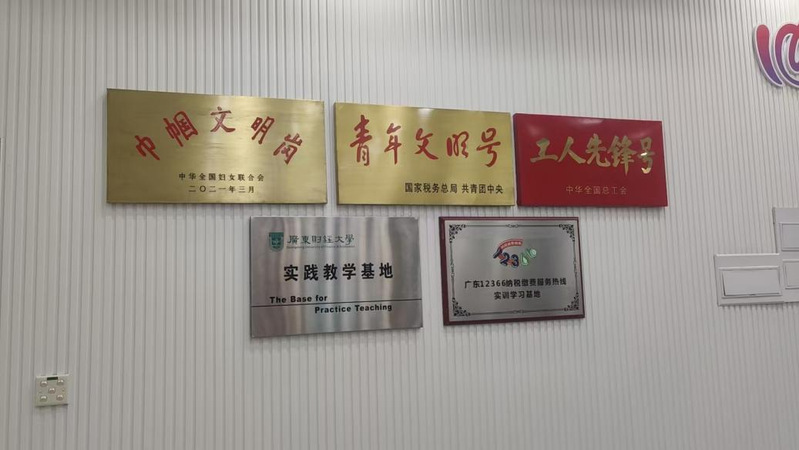 巾帼文明岗
中华全国妇女联合会
二〇二一年三月
青年文明号
国家税务总局 共青团中央
工人先锋号
中华全国总工会
廣東财经大學
实践教学基地
The Base for
Practice Teaching
12366
广东12366纳税缴费服务热线
实训学习基地